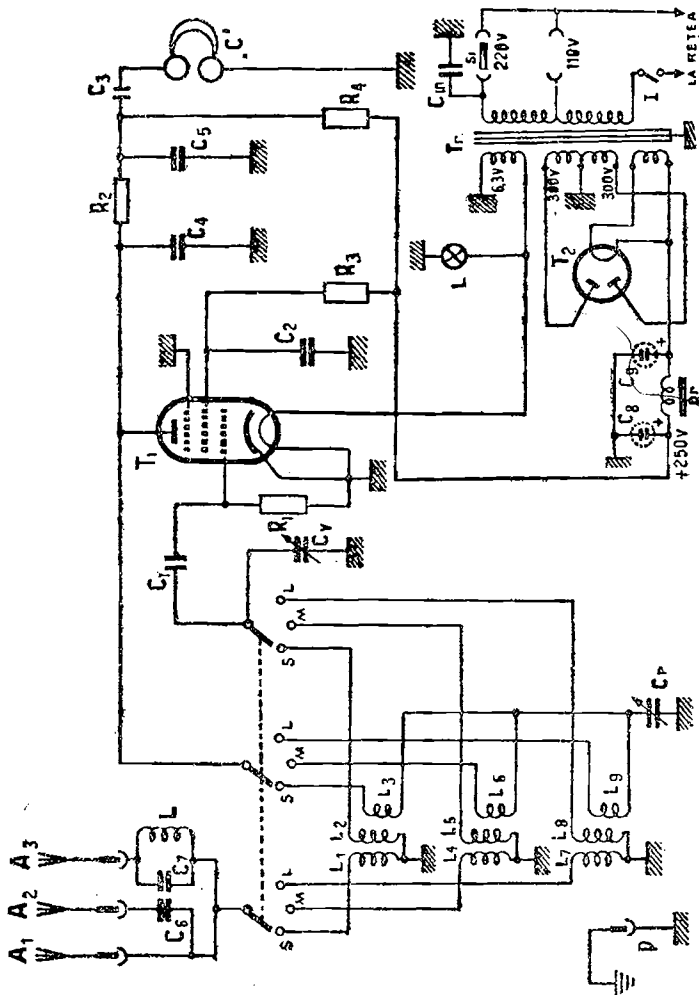 A1
A2
A3
C6
C7
L
S
M
L
S
M
L
S
M
L
L1
L2
L3
L4
L5
L6
L7
L8
L9
Cp
P
C1
R1
Cv
T1
C2
R3
R2
C4
C5
C3
R4
"C"
L
C8
C9
Dr
+
+
+250V
T2
Tr
6,3V
300V
300V
Cin
S1
220V
110V
I
LA REȚEA